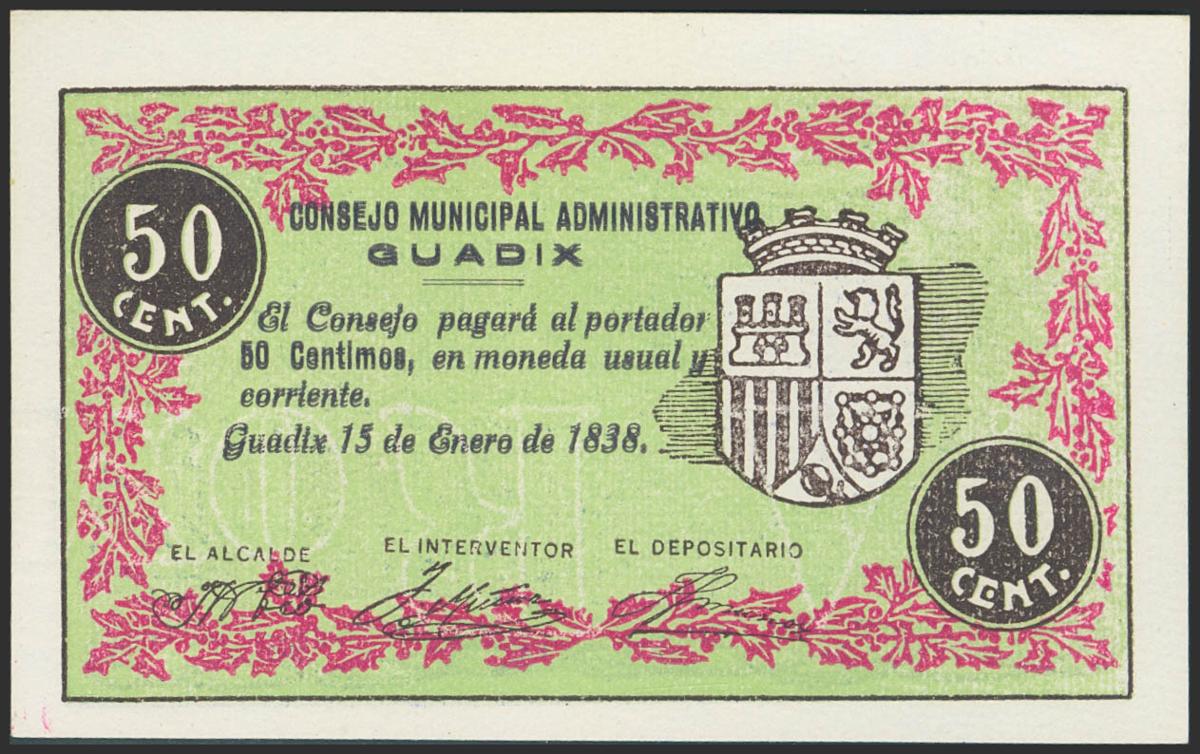 50
CENT.
CONSEJO MUNICIPAL ADMINISTRATIVO
GUADIX
El Consejo pagará al portador
50 Centimos, en moneda usual y
corriente.
Guadix 15 de Enero de 1838.
EL ALCALDE
EL INTERVENTOR
EL DEPOSITARIO
50
CENT.